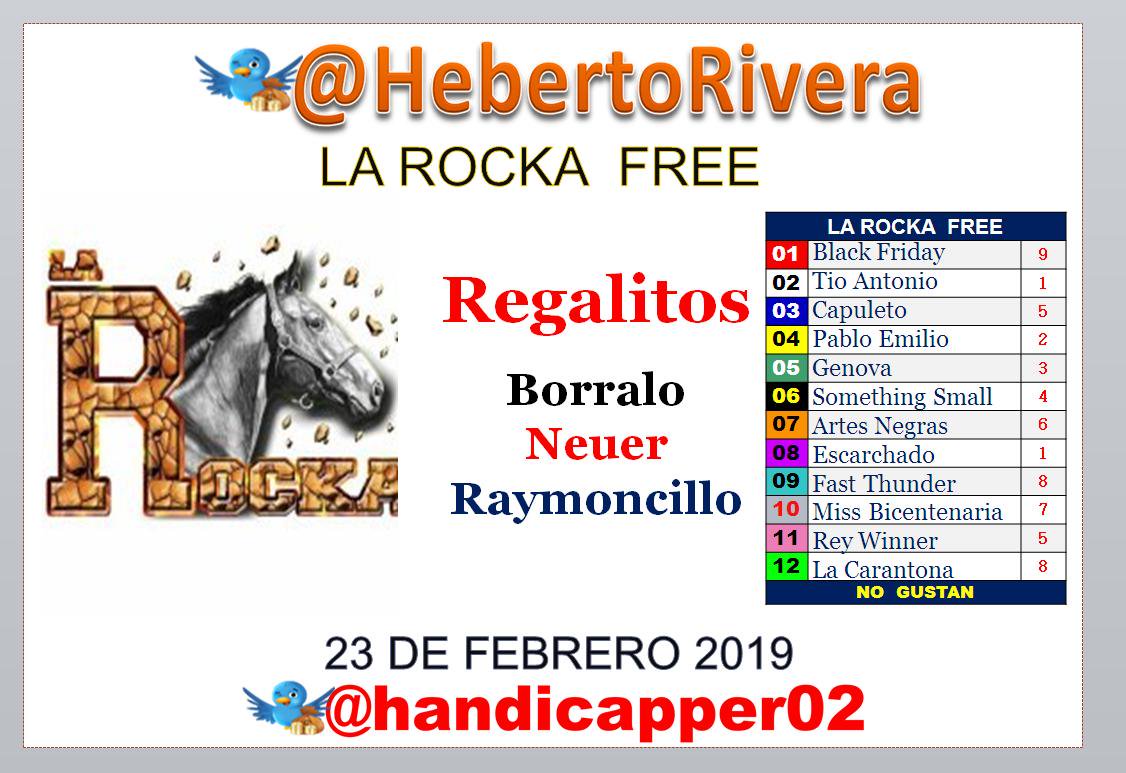 @HebertoRivera
LA ROCKA FREE
LA
ROCKA
Regalitos
Borralo
Neuer
Raymoncillo
LA ROCKA FREE
01 Black Friday 9
02 Tio Antonio 1
03 Capuleto 5
04 Pablo Emilio 2
05 Genova 3
06 Something Small 4
07 Artes Negras 6
08 Escarchado 1
09 Fast Thunder 8
10 Miss Bicentenaria 7
11 Rey Winner 5
12 La Carantona 8
NO GUSTAN
23 DE FEBRERO 2019
@handicapper02